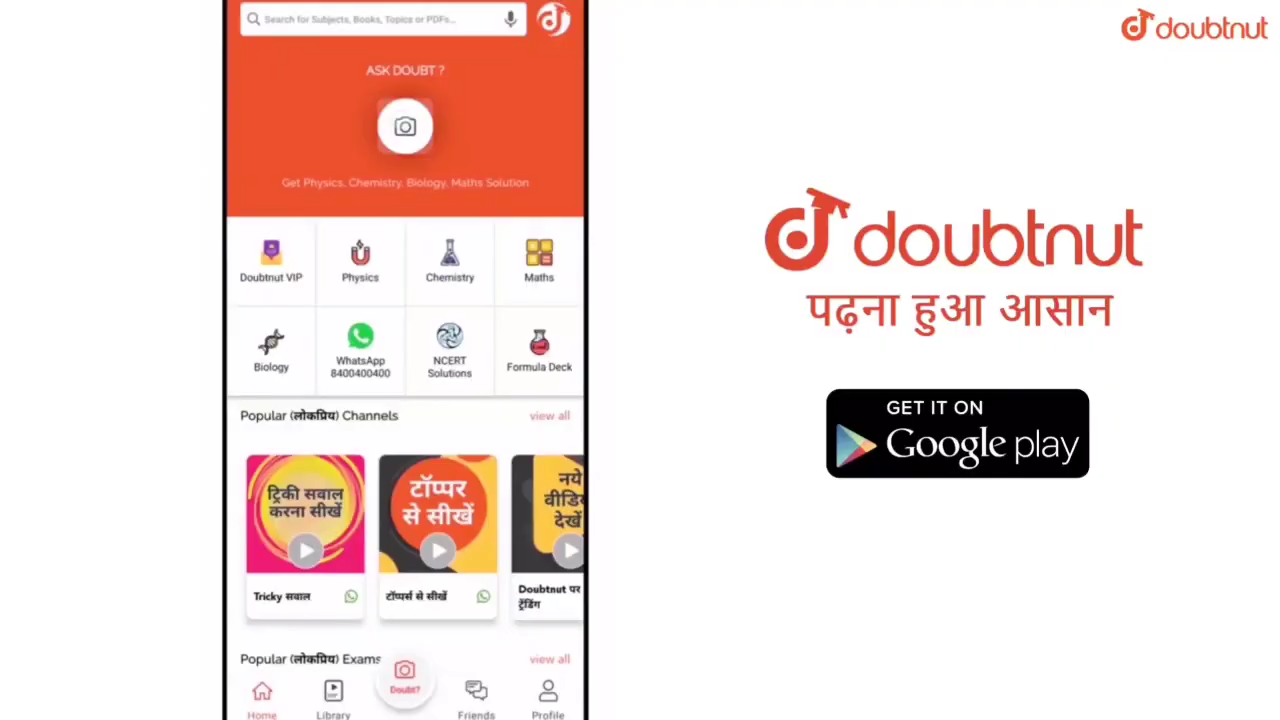 Search for Subjects, Books, Topics or PDFs...
doubtnut
ASK DOUBT ?
Get Physics, Chemistry, Biology, Maths Solution
Doubtnut VIP
Physics
Chemistry
Maths
Biology
WhatsApp
8400400400
NCERT
Solutions
Formula Deck
Popular (लोकप्रिय) Channels
view all
ट्रिकी सवाल
करना सीखें
टॉप्पर
से सीखें
नये
वीडियो
देखें
Tricky सवाल
टॉप्पर्स से सीखें
Doubtnut पर
ट्रेंडिंग
Popular (लोकप्रिय) Exams
view all
Doubt?
Home
Library
Friends
Profile
doubtnut
पढ़ना हुआ आसान
GET IT ON
Google play